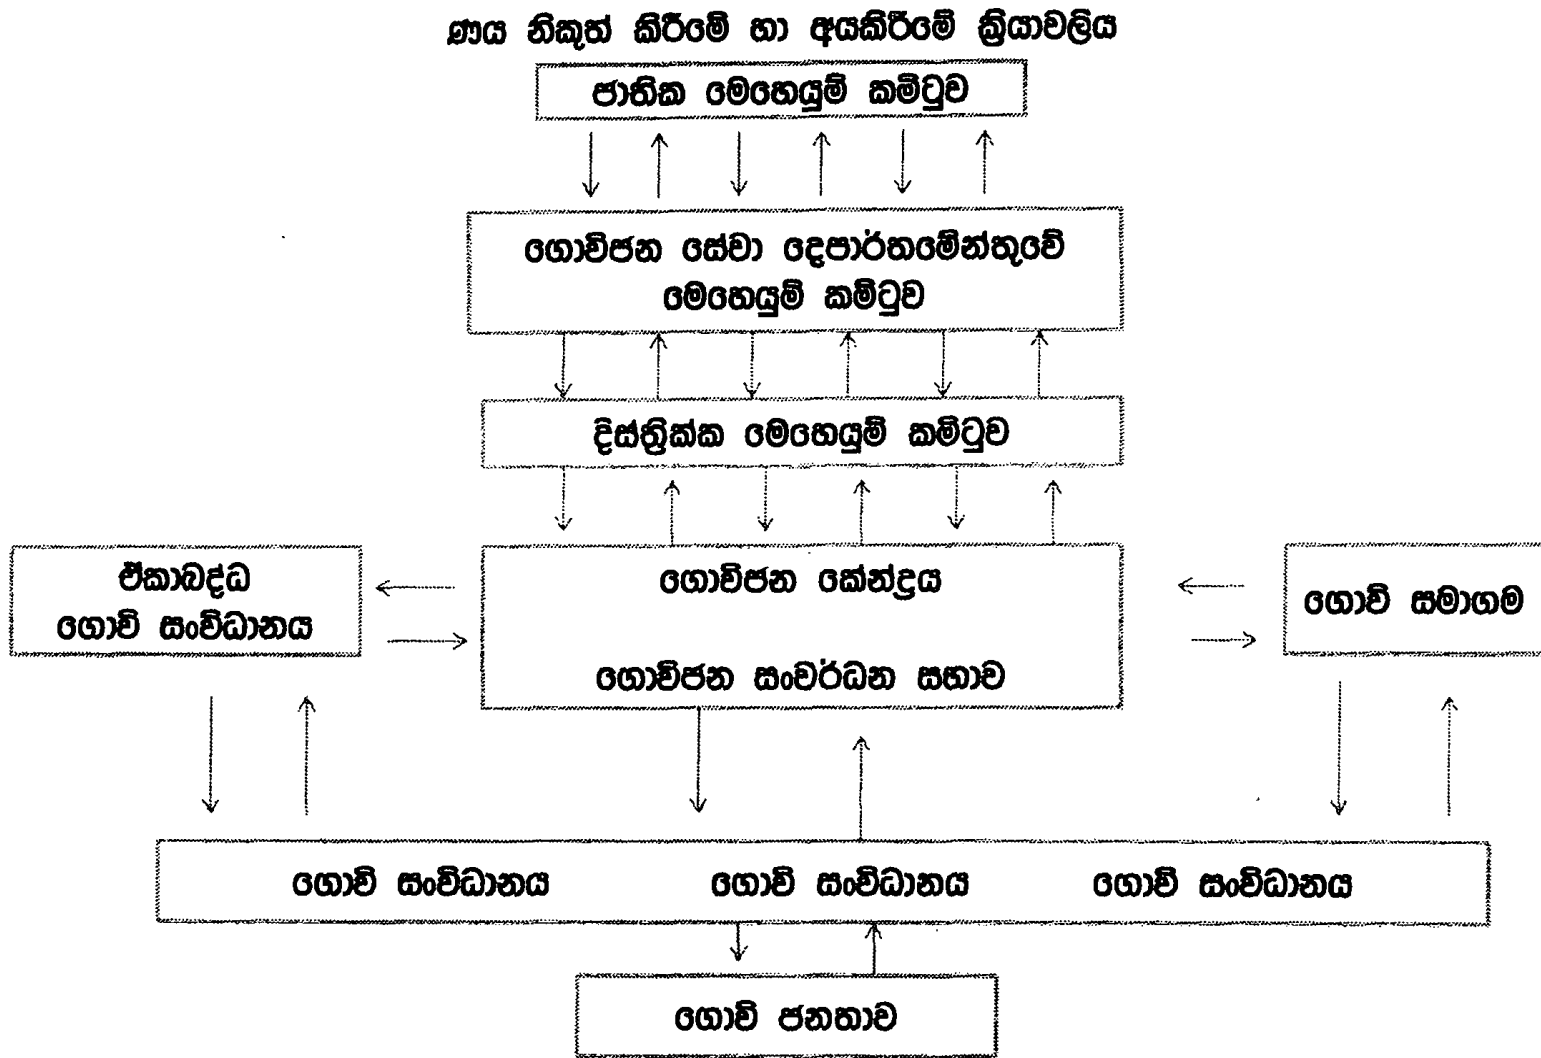 ණය නිකුත් කිරීමේ හා අයකිරීමේ ක්‍රියාවලිය
ජාතික මෙහෙයුම් කමිටුව
ගොවිජන සේවා දෙපාර්තමේන්තුවේ
මෙහෙයුම් කමිටුව
දිස්ත්‍රික්ක මෙහෙයුම් කමිටුව
ඒකාබද්ධ
ගොවි සංවිධානය
ගොවිජන කේන්ද්‍රය
ගොවිජන සංවර්ධන සභාව
ගොවි සමාගම
ගොවි සංවිධානය ගොවි සංවිධානය ගොවි සංවිධානය
ගොවි ජනතාව